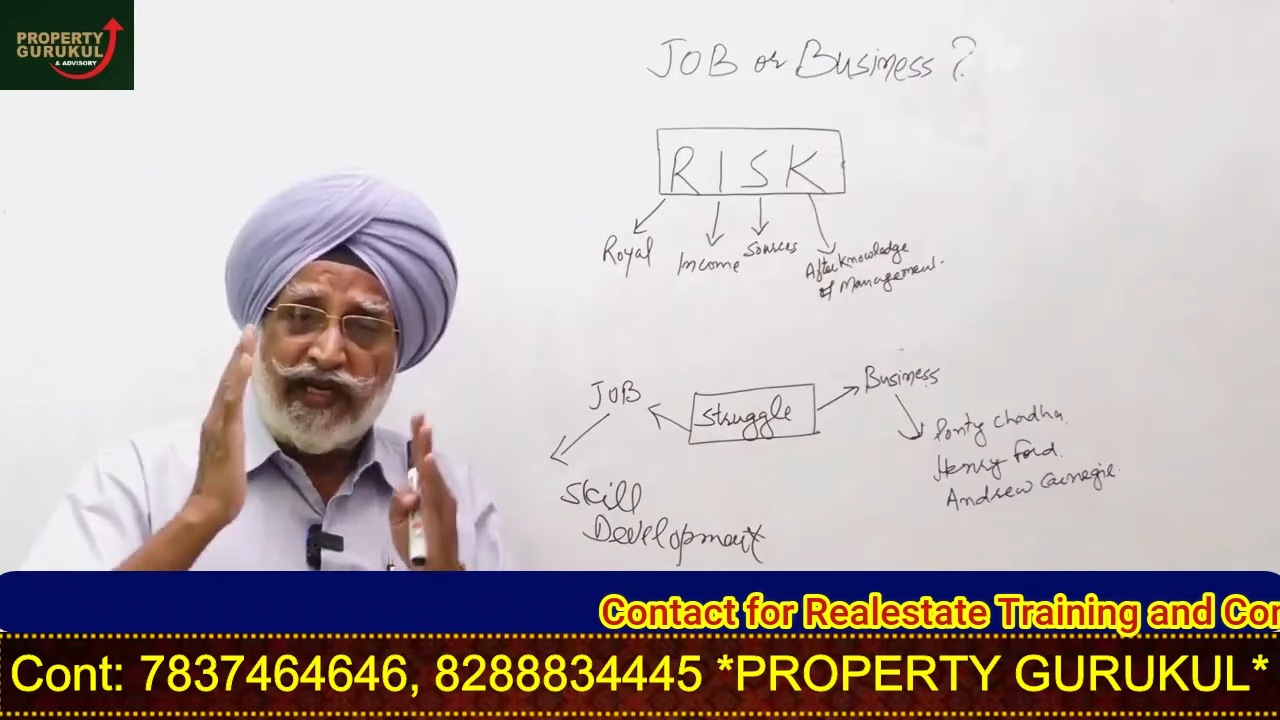 PROPERTY
GURUKUL
& ADVISORY
JOB or Business ?
RISK
Royal
Income
Sources
After Knowledge
of Management.
JOB
Struggle
Business
Ponty Chadha
Henry Ford.
Andrew Carnegie.
Skill
Development
Contact for Realestate Training and Con
Cont: 7837464646, 8288834445 *PROPERTY GURUKUL*